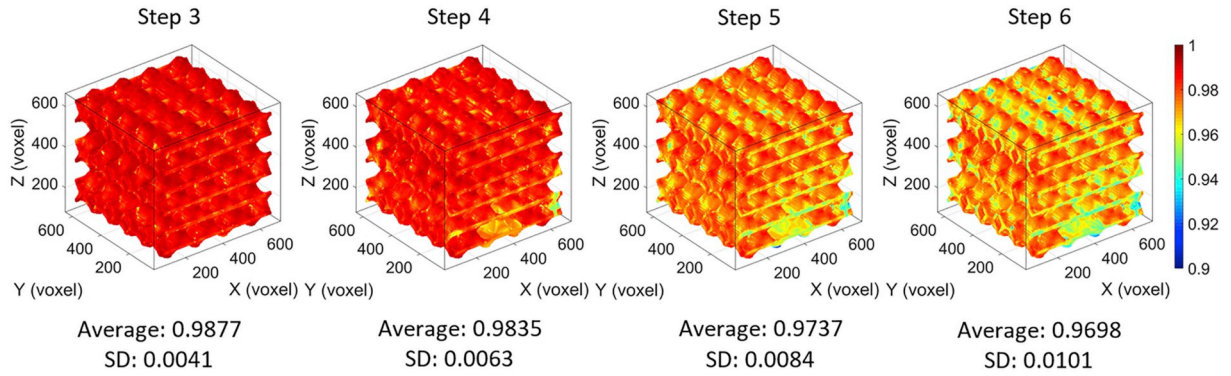 Step 3
Step 4
Step 5
Step 6
600
400
200
Z (voxel)
600
400
200
Y (voxel)
200
400
600
X (voxel)
600
400
200
Z (voxel)
600
400
200
Y (voxel)
200
400
600
X (voxel)
600
400
200
Z (voxel)
600
400
200
Y (voxel)
200
400
600
X (voxel)
600
400
200
Z (voxel)
600
400
200
Y (voxel)
200
400
600
X (voxel)
1
0.98
0.96
0.94
0.92
0.9
Average: 0.9877
SD: 0.0041
Average: 0.9835
SD: 0.0063
Average: 0.9737
SD: 0.0084
Average: 0.9698
SD: 0.0101